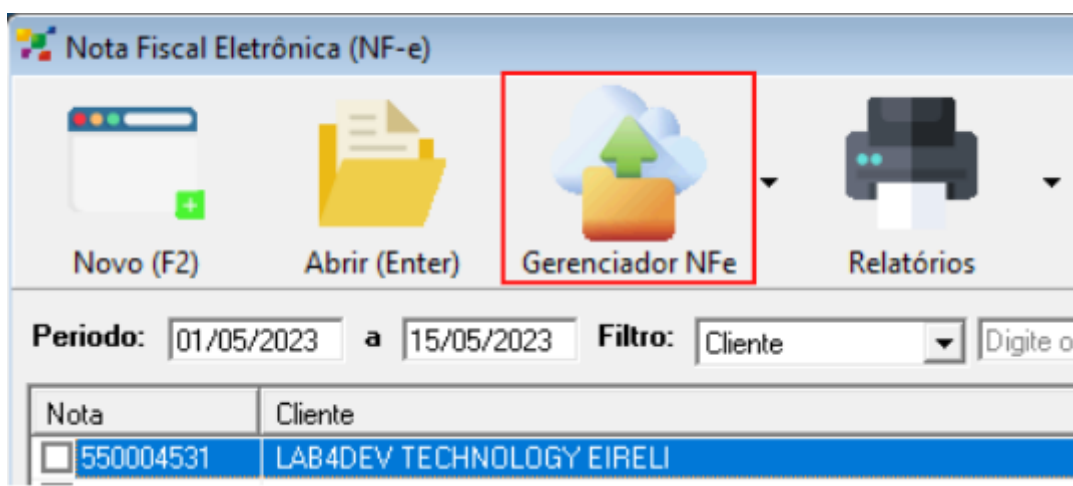 Nota Fiscal Eletrônica (NF-e)
Novo (F2) Abrir (Enter) Gerenciador NFe Relatórios
Periodo: 01/05/2023 a 15/05/2023 Filtro: Cliente Digite o
Nota Cliente
550004531 LAB4DEV TECHNOLOGY EIRELI